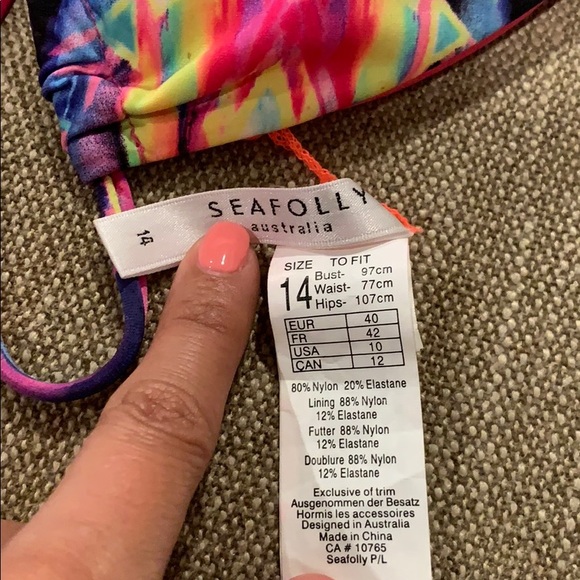 SEAFOLLY
australia
14
SIZE TO FIT
14
Bust- 97cm
Waist- 77cm
Hips- 107cm
EUR 40
FR 42
USA 10
CAN 12
80% Nylon 20% Elastane
Lining 88% Nylon
12% Elastane
Futter 88% Nylon
12% Elastane
Doublure 88% Nylon
12% Elastane
Exclusive of trim
Ausgenommen der Besatz
Hormis les accessoires
Designed in Australia
Made in China
CA # 10765
Seafolly P/L